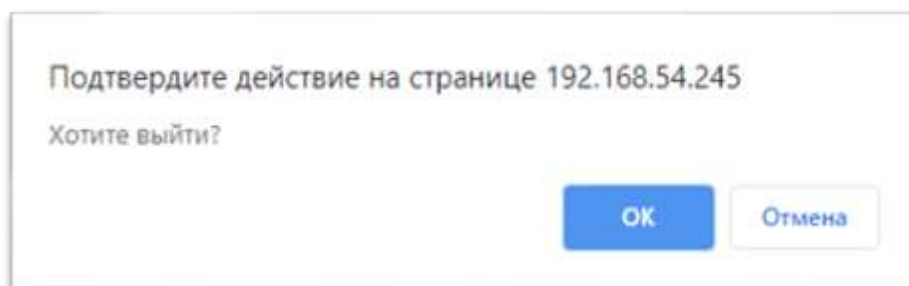 Подтвердите действие на странице 192.168.54.245
Хотите выйти?
ОК Отмена